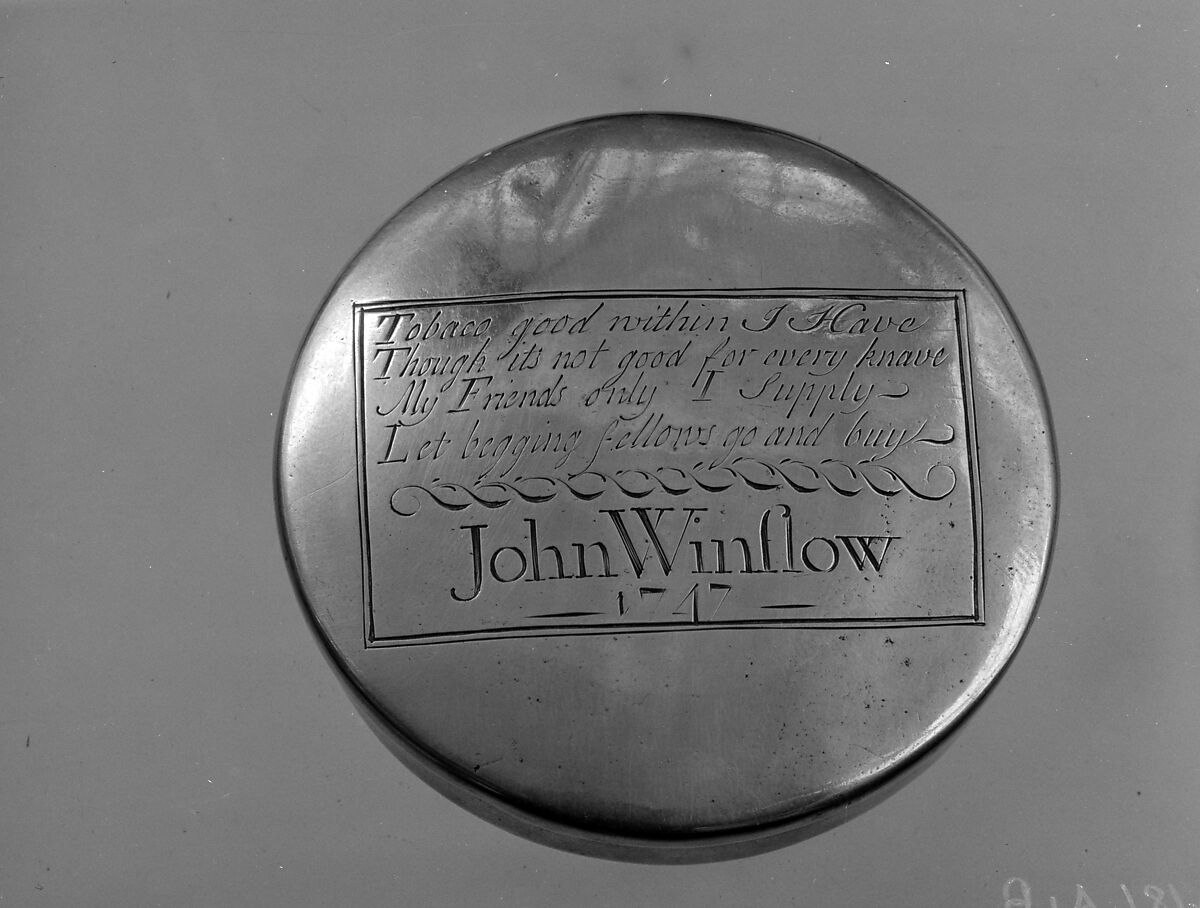 Tobaco good within I Have
Though its not good for every knave
My Friends only I Supply
Let begging fellows go and buy
John Winſlow
1747